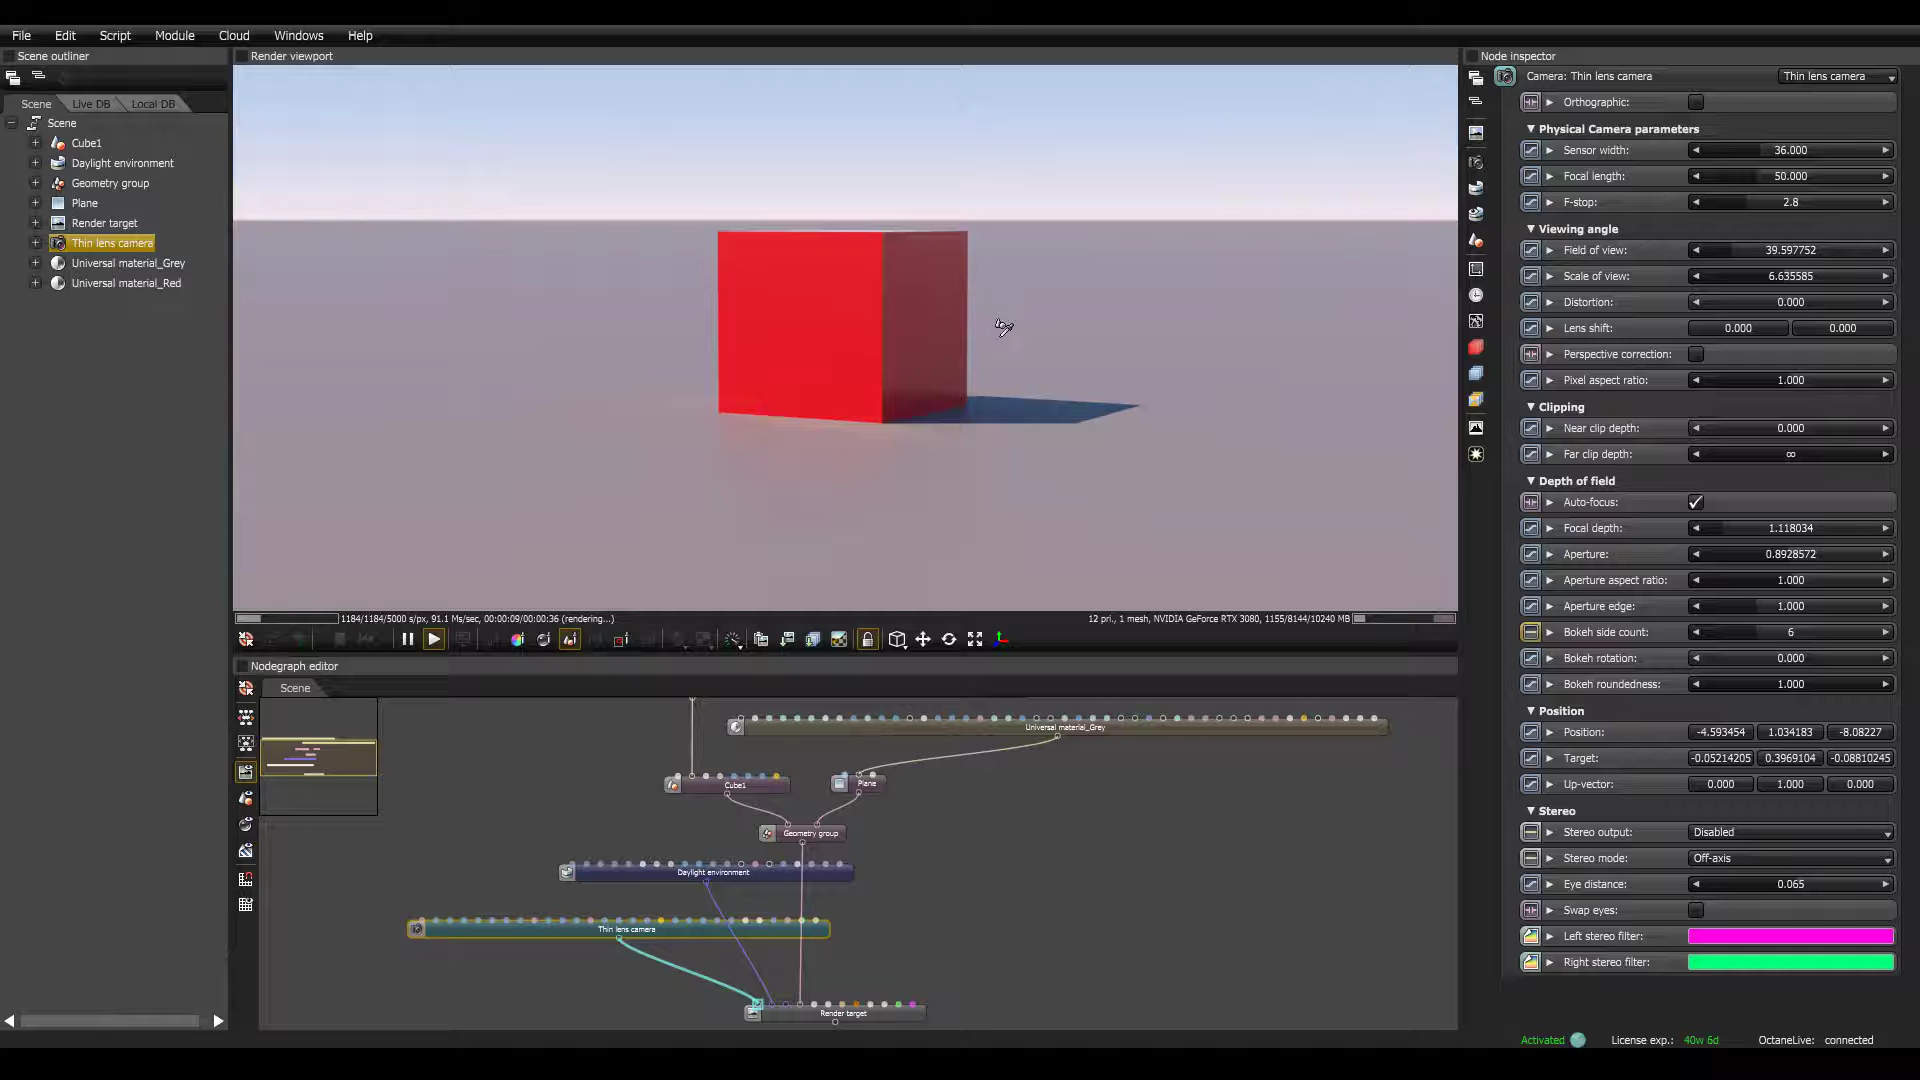 File Edit Script Module Cloud Windows Help
Scene outliner
Scene Live DB Local DB
Scene
Cube1
Daylight environment
Geometry group
Plane
Render target
Thin lens camera
Universal material_Grey
Universal material_Red
Render viewport
1184/1184/5000 s/px, 91.1 Ms/sec, 00:00:09/00:00:36 (rendering...)
12 pri., 1 mesh, NVIDIA GeForce RTX 3080, 1155/8144/10240 MB
Nodegraph editor
Scene
Universal material_Grey
Cube1
Plane
Geometry group
Daylight environment
Thin lens camera
Render target
Node inspector
Camera: Thin lens camera Thin lens camera
Orthographic:
Physical Camera parameters
Sensor width: 36.000
Focal length: 50.000
F-stop: 2.8
Viewing angle
Field of view: 39.597752
Scale of view: 6.635585
Distortion: 0.000
Lens shift: 0.000 0.000
Perspective correction:
Pixel aspect ratio: 1.000
Clipping
Near clip depth: 0.000
Far clip depth: ∞
Depth of field
Auto-focus:
Focal depth: 1.118034
Aperture: 0.8928572
Aperture aspect ratio: 1.000
Aperture edge: 1.000
Bokeh side count: 6
Bokeh rotation: 0.000
Bokeh roundedness: 1.000
Position
Position: -4.593454 1.034183 -8.08227
Target: -0.05214205 0.3969104 -0.08810245
Up-vector: 0.000 1.000 0.000
Stereo
Stereo output: Disabled
Stereo mode: Off-axis
Eye distance: 0.065
Swap eyes:
Left stereo filter:
Right stereo filter:
Activated License exp.: 40w 6d OctaneLive: connected